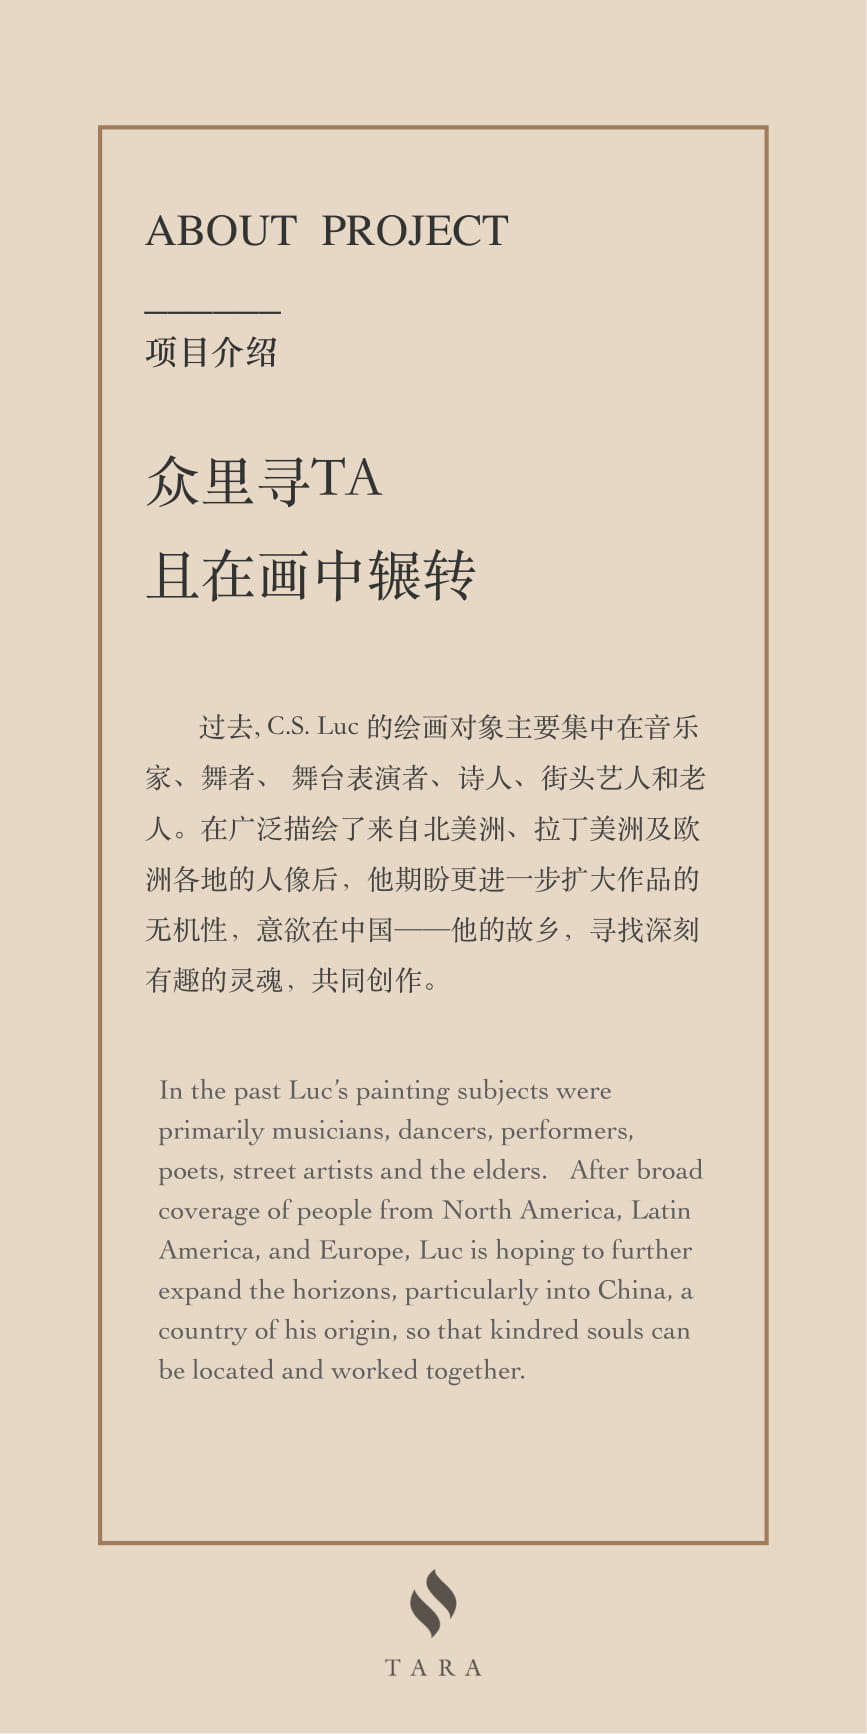 ABOUT PROJECT
项目介绍
众里寻TA
且在画中辗转
过去, C.S. Luc 的绘画对象主要集中在音乐
家、舞者、 舞台表演者、诗人、街头艺人和老
人。在广泛描绘了来自北美洲、拉丁美洲及欧
洲各地的人像后，他期盼更进一步扩大作品的
无机性，意欲在中国——他的故乡，寻找深刻
有趣的灵魂，共同创作。
In the past Luc’s painting subjects were
primarily musicians, dancers, performers,
poets, street artists and the elders. After broad
coverage of people from North America, Latin
America, and Europe, Luc is hoping to further
expand the horizons, particularly into China, a
country of his origin, so that kindred souls can
be located and worked together.
TARA